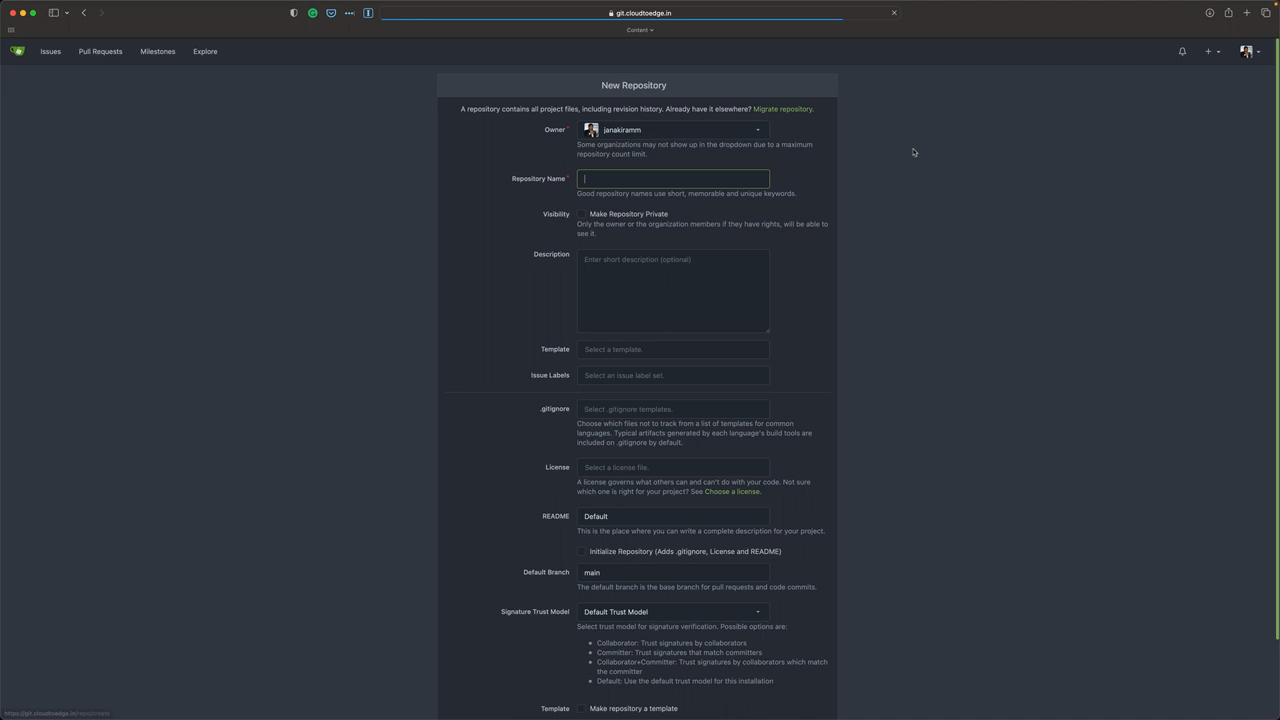 git.cloudtoedge.in
Content
Issues
Pull Requests
Milestones
Explore
New Repository
A repository contains all project files, including revision history. Already have it elsewhere? Migrate repository.
Owner*
janakiramm
Some organizations may not show up in the dropdown due to a maximum
repository count limit.
Repository Name*
Good repository names use short, memorable and unique keywords.
Visibility
Make Repository Private
Only the owner or the organization members if they have rights, will be able to
see it.
Description
Enter short description (optional)
Template
Select a template.
Issue Labels
Select an issue label set.
.gitignore
Select .gitignore templates.
Choose which files not to track from a list of templates for common
languages. Typical artifacts generated by each language's build tools are
included on .gitignore by default.
License
Select a license file.
A license governs what others can and can't do with your code. Not sure
which one is right for your project? See Choose a license.
README
Default
This is the place where you can write a complete description for your project.
Initialize Repository (Adds .gitignore, License and README)
Default Branch
main
The default branch is the base branch for pull requests and code commits.
Signature Trust Model
Default Trust Model
Select trust model for signature verification. Possible options are:
Collaborator: Trust signatures by collaborators
Committer: Trust signatures that match committers
Collaborator+Committer: Trust signatures by collaborators which match
the committer
Default: Use the default trust model for this installation
Template
Make repository a template
https://git.cloudtoedge.in/repo/create